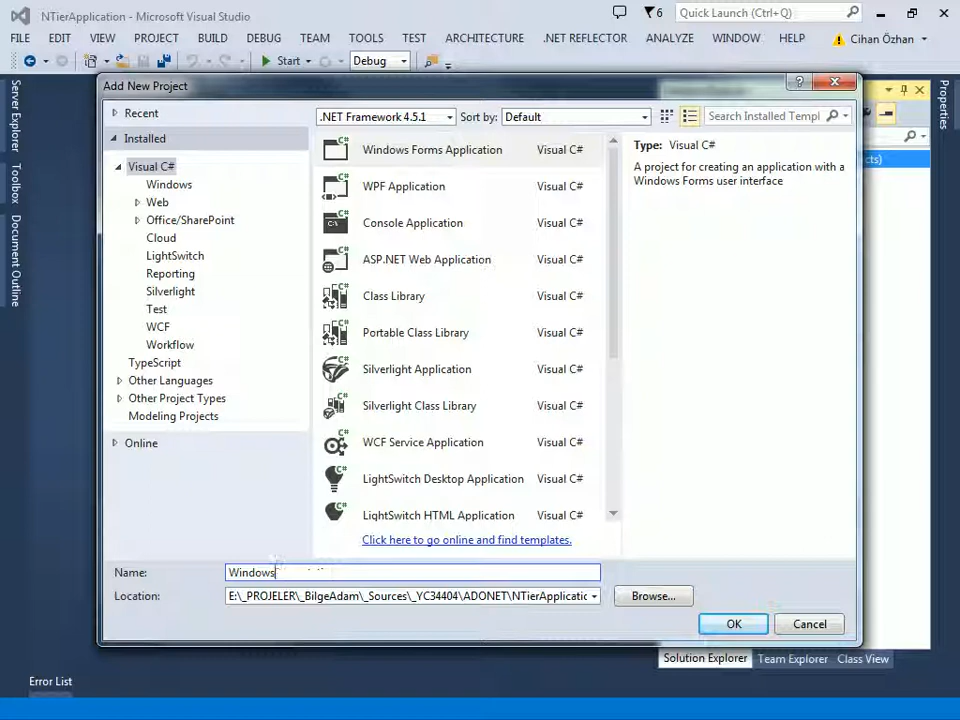 NTierApplication - Microsoft Visual Studio
6
Quick Launch (Ctrl+Q)
FILE EDIT VIEW PROJECT BUILD DEBUG TEAM TOOLS TEST ARCHITECTURE .NET REFLECTOR ANALYZE WINDOW HELP Cihan Özhan
Start Debug
Server Explorer
Toolbox
Document Outline
Properties
Add New Project
Recent
Installed
Visual C#
Windows
Web
Office/SharePoint
Cloud
LightSwitch
Reporting
Silverlight
Test
WCF
Workflow
TypeScript
Other Languages
Other Project Types
Modeling Projects
Online
.NET Framework 4.5.1 Sort by: Default
Search Installed Templ
Windows Forms Application Visual C#
WPF Application Visual C#
Console Application Visual C#
ASP.NET Web Application Visual C#
Class Library Visual C#
Portable Class Library Visual C#
Silverlight Application Visual C#
Silverlight Class Library Visual C#
WCF Service Application Visual C#
LightSwitch Desktop Application Visual C#
LightSwitch HTML Application Visual C#
Click here to go online and find templates.
Type: Visual C#
A project for creating an application with a
Windows Forms user interface
cts)
Name: Windows
Location: E:\_PROJELER\_BilgeAdam\_Sources\_YC34404\ADONET\NTierApplicatic
Browse...
OK Cancel
Solution Explorer Team Explorer Class View
Error List